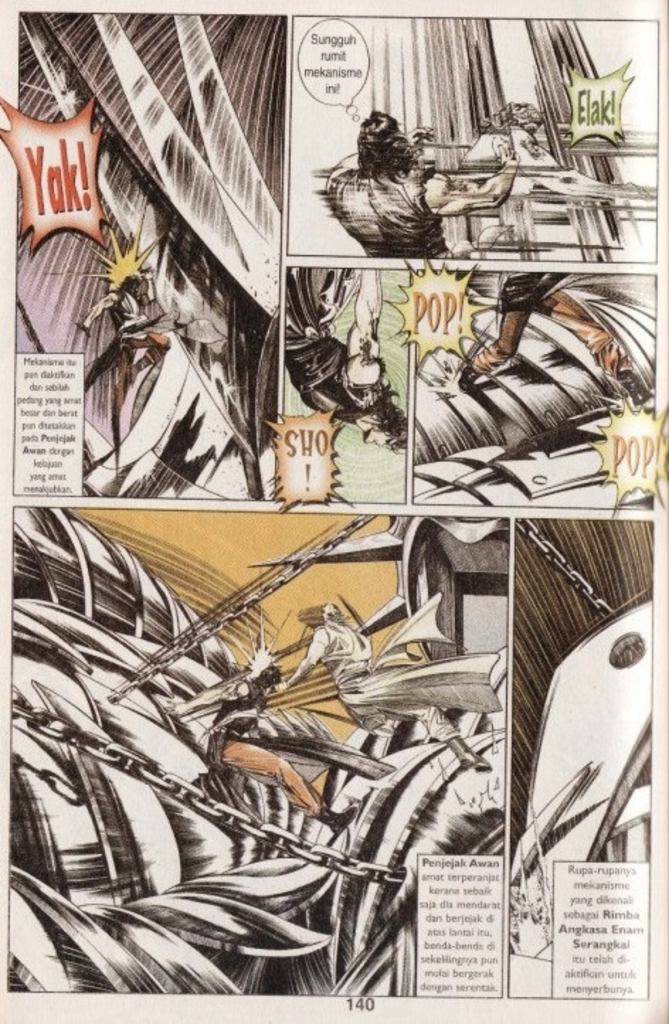 Yak!
Mekanisme itu
pun diaktifkan
dan sebilah
pedang yang amat
besar dan berat
pun ditetakkan
pada Penjejak
Awan dengan
kelajuan
yang amat
menakjubkan.
Sungguh
rumit
mekanisme
ini!
Elak!
SHO
!
POP!
POP!
Penjejak Awan
amat terperanjat
kerana sebaik
saja dia mendarat
dan berjejak di
atas lantai itu,
benda-benda di
sekelilingnya pun
mula bergerak
dengan serentak.
Rupa-rupanya
mekanisme
yang dikenali
sebagai Rimba
Angkasa Enam
Serangkai
itu telah di-
aktifkan untuk
menyerbunya.
140